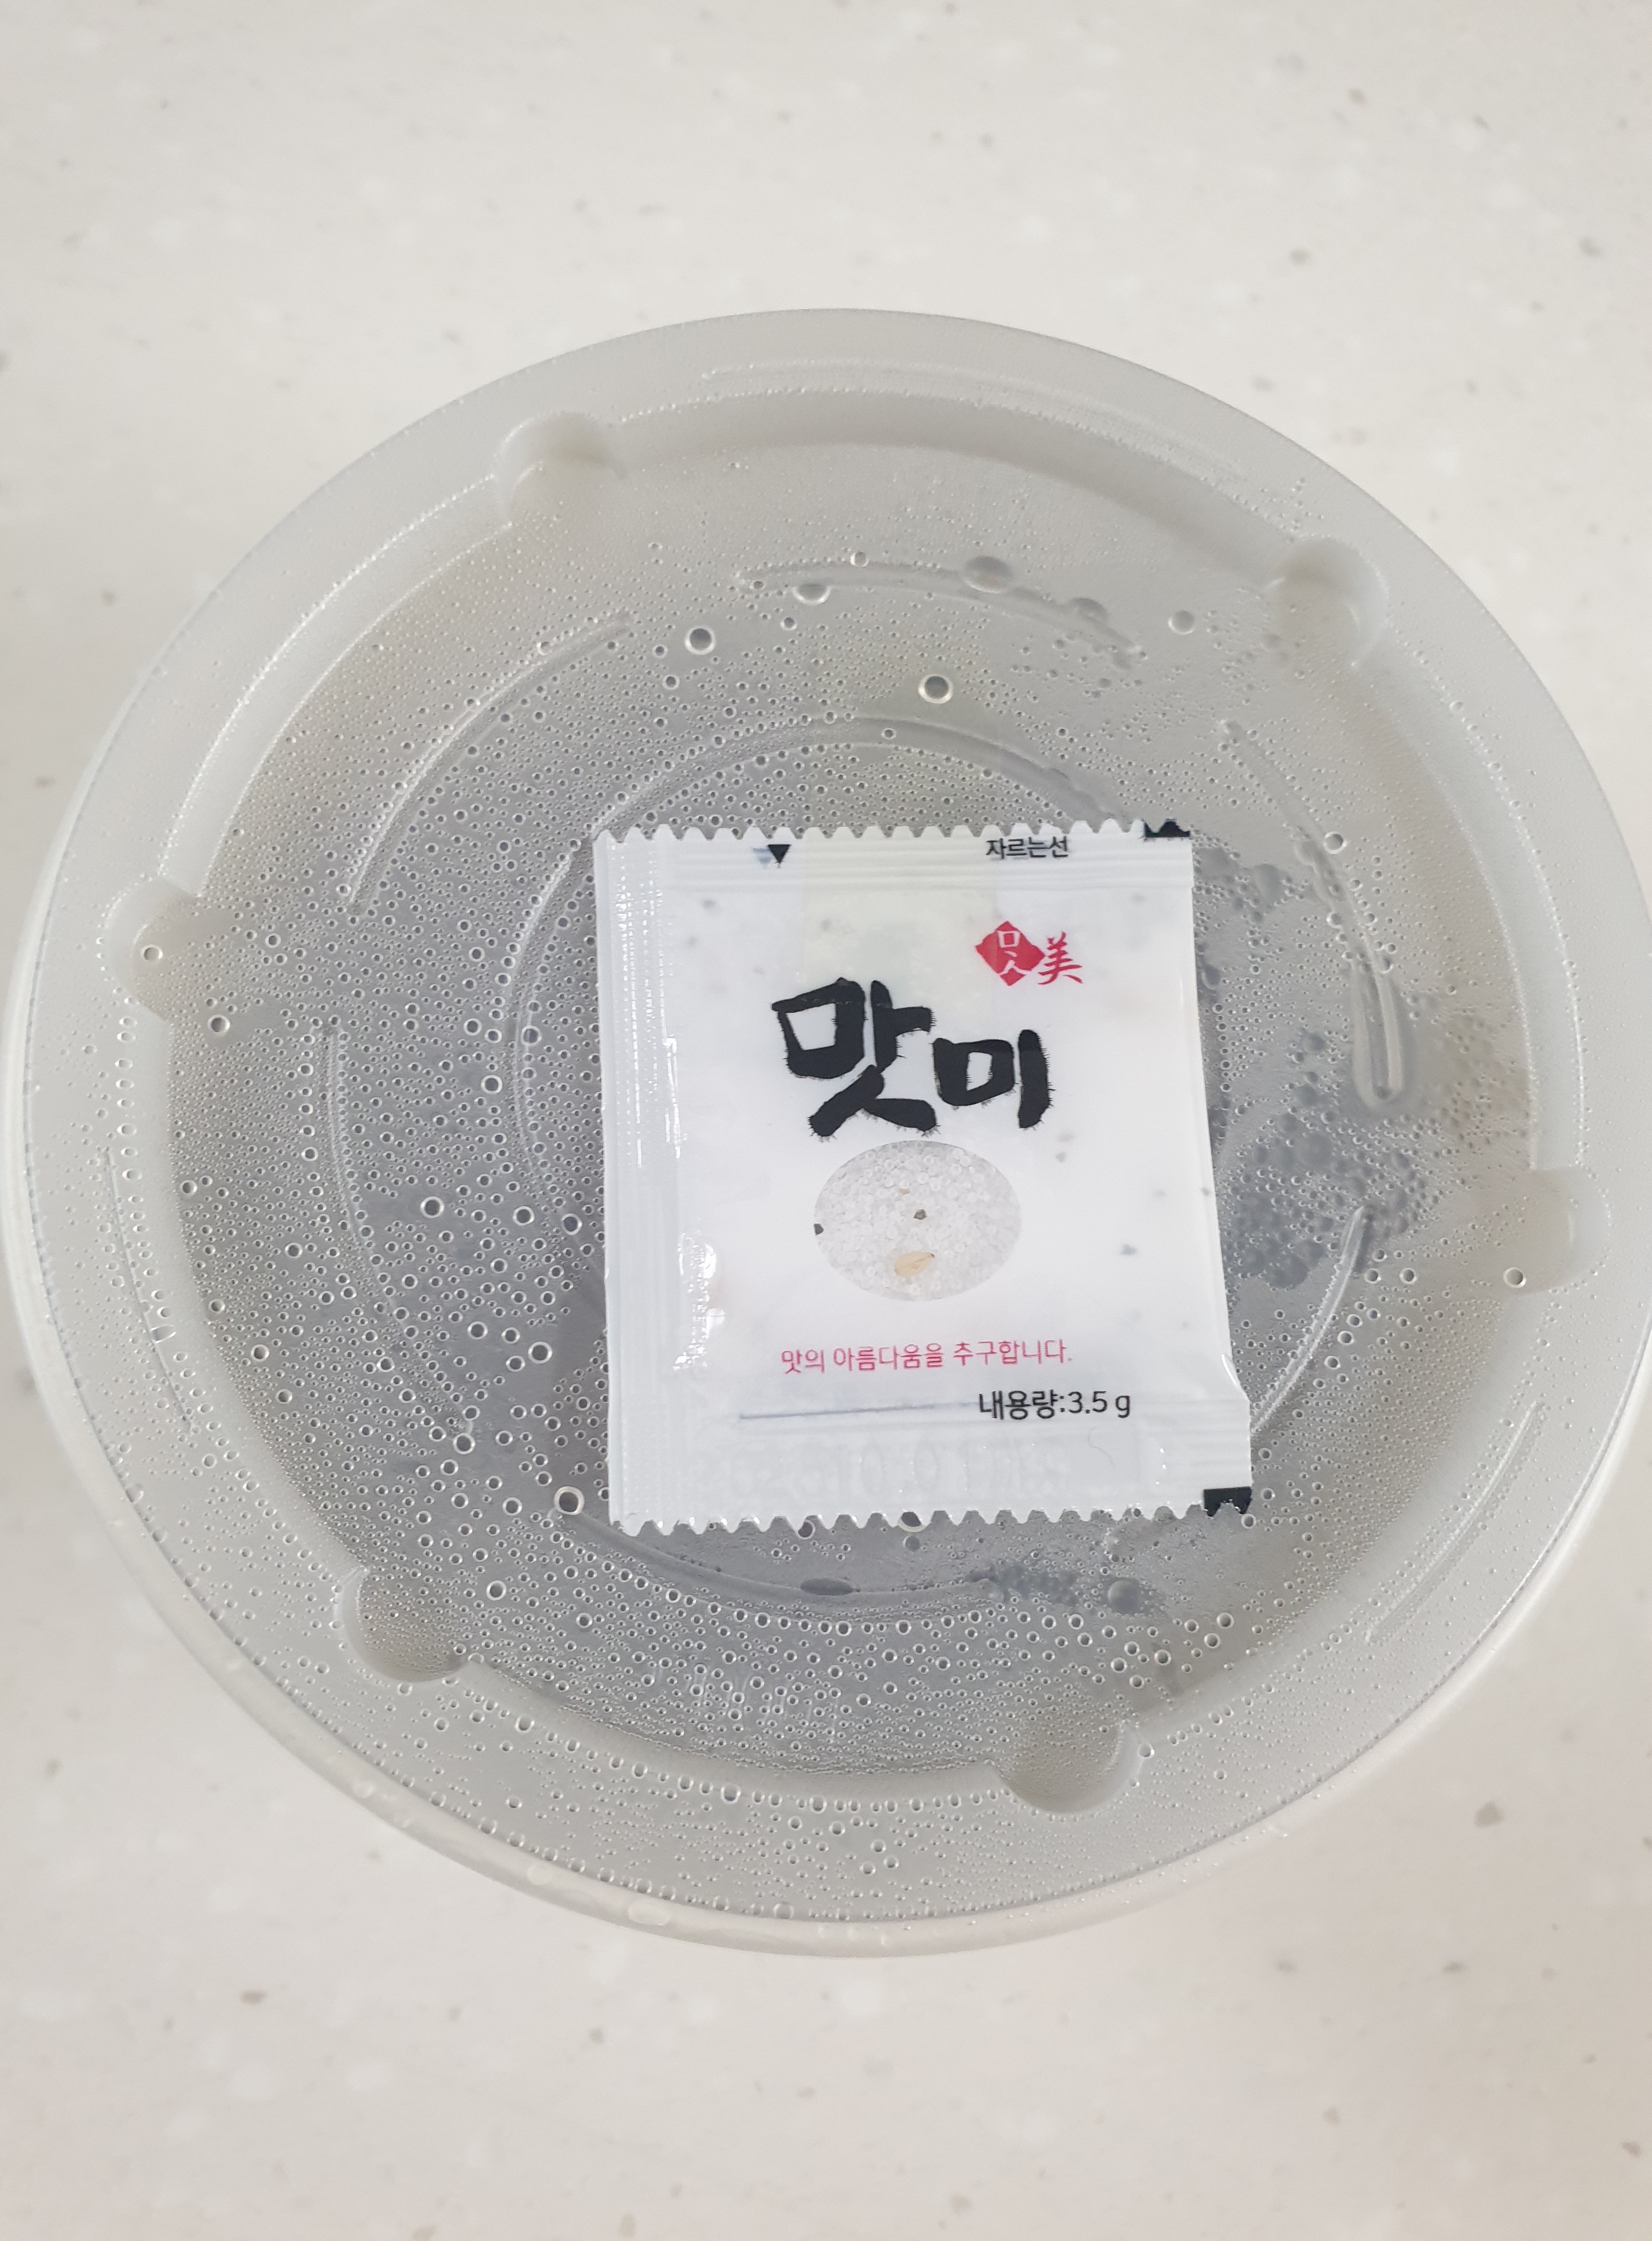 자르는선
맛美
맛미
맛의 아름다움을 추구합니다.
내용량:3.5 g